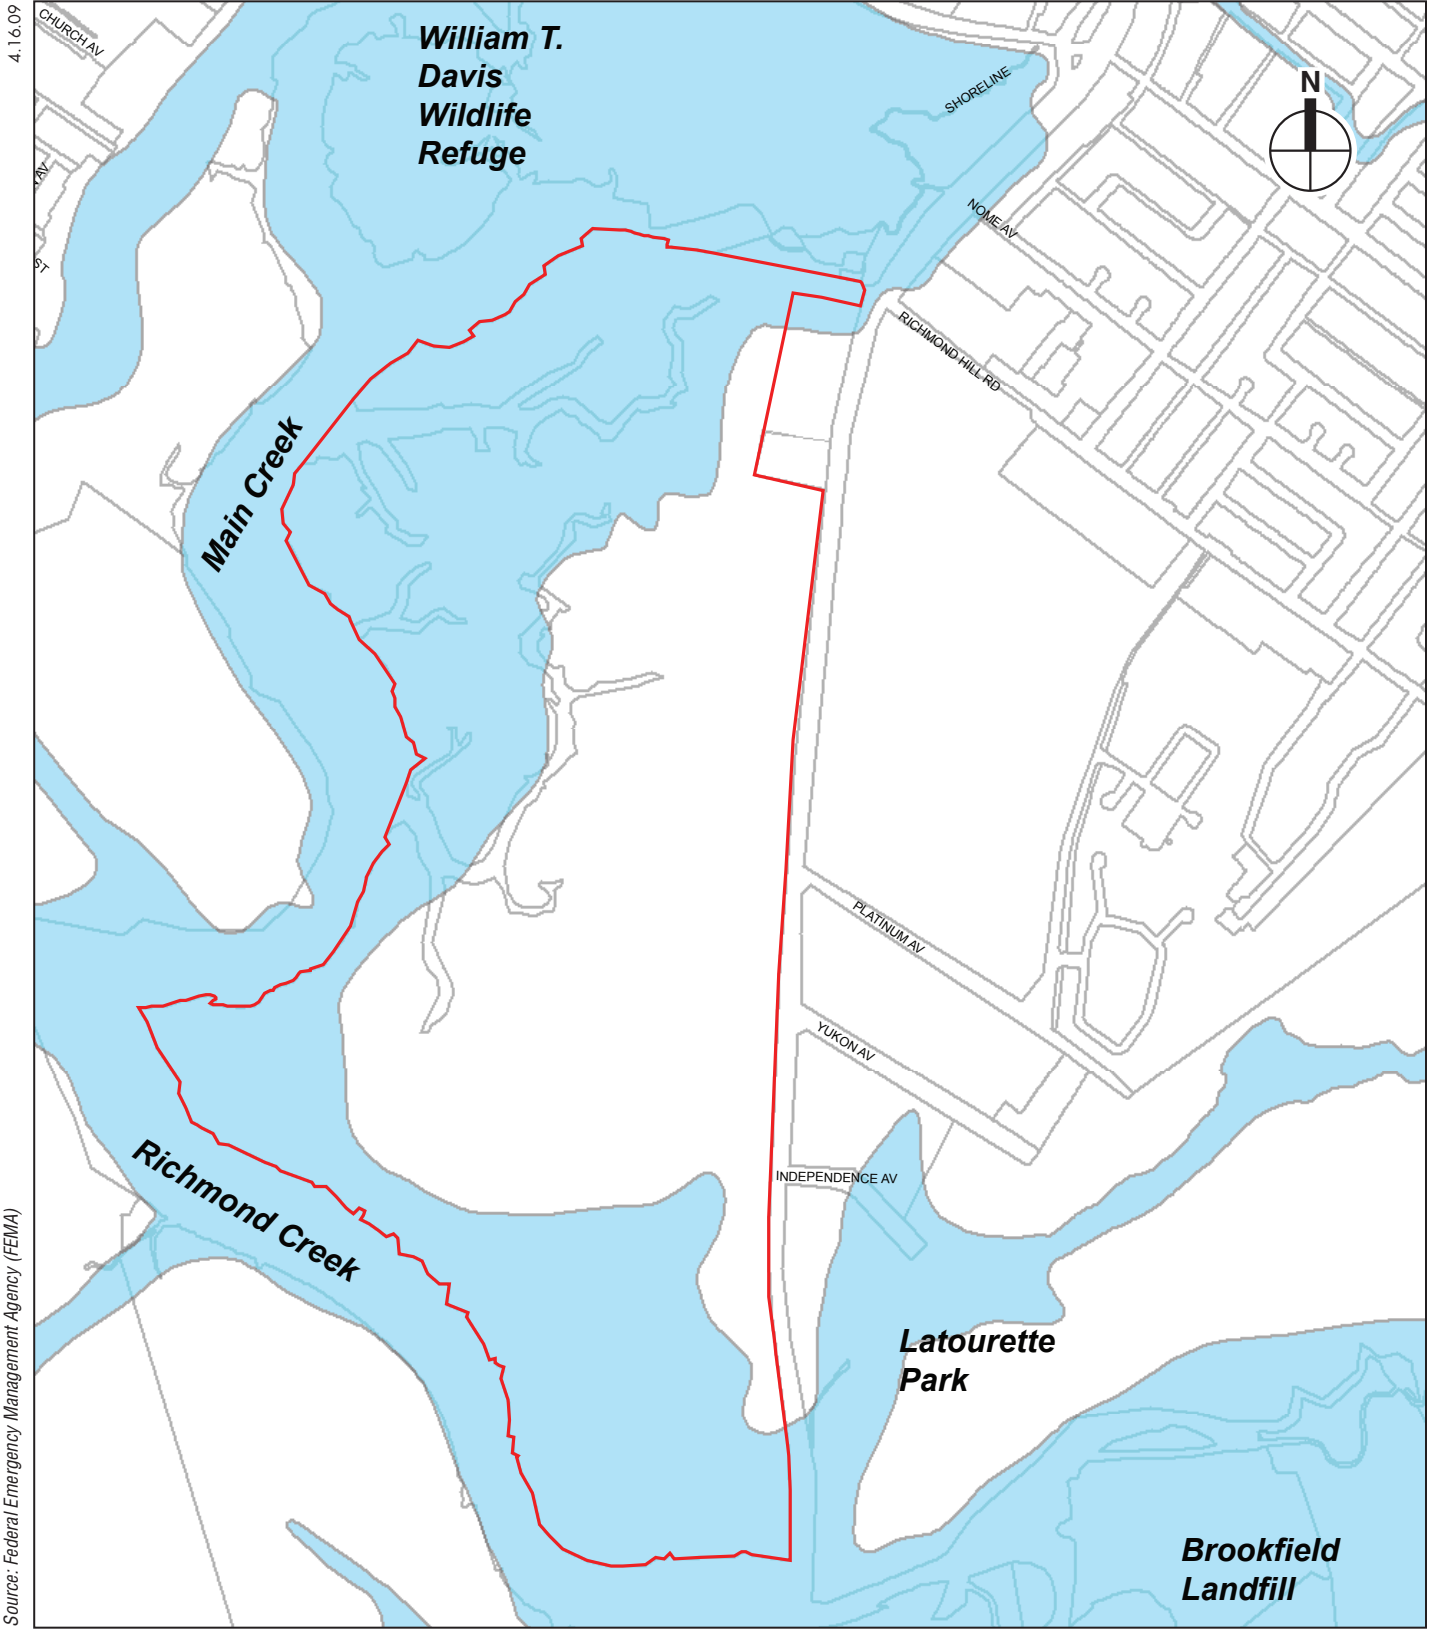 4.16.09
CHURCH AV
William T.
Davis
Wildlife
Refuge
SHORELINE
N
AV
NOME AV
ST
RICHMOND HILL RD
Main Creek
PLATINUM AV
YUKON AV
Richmond Creek
INDEPENDENCE AV
Latourette
Park
Brookfield
Landfill
Source: Federal Emergency Management Agency (FEMA)